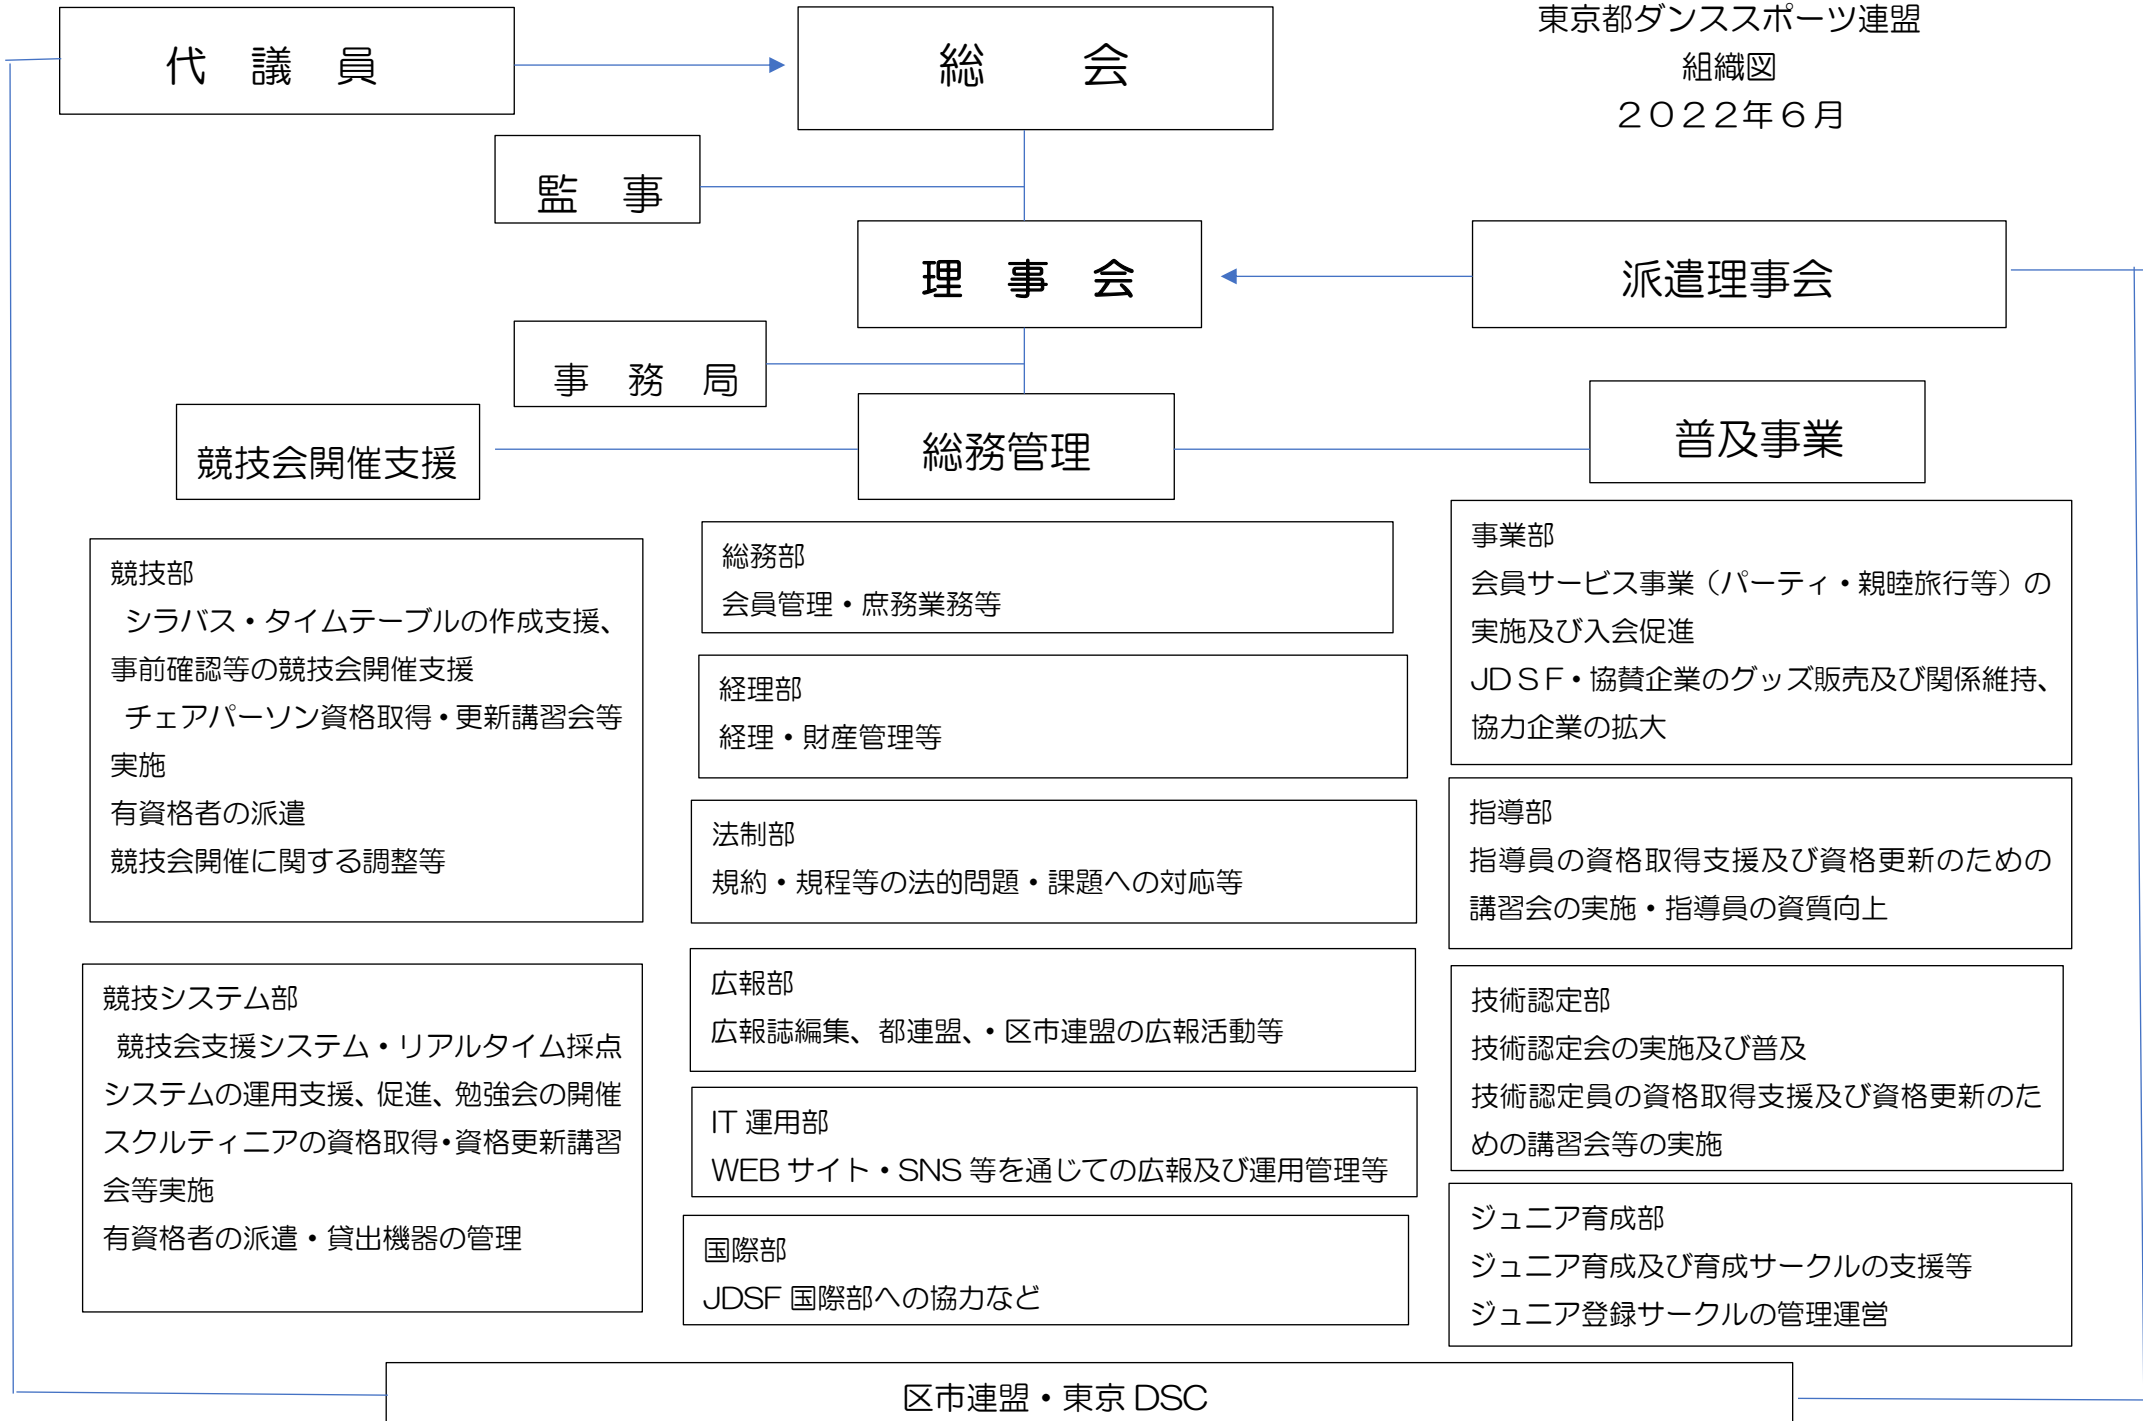 東京都ダンススポーツ連盟
組織図
２０２２年６月
代　議　員
総　　会
監　事
理　事　会
派遣理事会
事　務　局
競技会開催支援
総務管理
普及事業
競技部
シラバス・タイムテーブルの作成支援、
事前確認等の競技会開催支援
チェアパーソン資格取得・更新講習会等
実施
有資格者の派遣
競技会開催に関する調整等
競技システム部
競技会支援システム・リアルタイム採点
システムの運用支援、促進、勉強会の開催
スクルティニアの資格取得・資格更新講習
会等実施
有資格者の派遣・貸出機器の管理
総務部
会員管理・庶務業務等
経理部
経理・財産管理等
法制部
規約・規程等の法的問題・課題への対応等
広報部
広報誌編集、都連盟、・区市連盟の広報活動等
IT 運用部
WEB サイト・SNS 等を通じての広報及び運用管理等
国際部
JDSF 国際部への協力など
事業部
会員サービス事業（パーティ・親睦旅行等）の
実施及び入会促進
JDＳＦ・協賛企業のグッズ販売及び関係維持、
協力企業の拡大
指導部
指導員の資格取得支援及び資格更新のための
講習会の実施・指導員の資質向上
技術認定部
技術認定会の実施及び普及
技術認定員の資格取得支援及び資格更新のた
めの講習会等の実施
ジュニア育成部
ジュニア育成及び育成サークルの支援等
ジュニア登録サークルの管理運営
区市連盟・東京 DSC